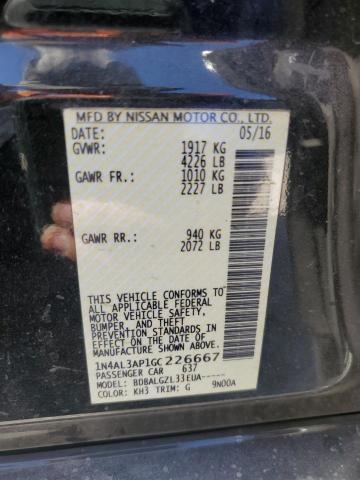 MFD BY NISSAN MOTOR CO., LTD.
DATE: 05/16
GVWR: 1917 KG
4226 LB
GAWR FR.: 1010 KG
2227 LB
GAWR RR.: 940 KG
2072 LB
THIS VEHICLE CONFORMS TO
ALL APPLICABLE FEDERAL
MOTOR VEHICLE SAFETY,
BUMPER, AND THEFT
PREVENTION STANDARDS IN
EFFECT ON THE DATE OF
MANUFACTURE SHOWN ABOVE.
1N4AL3AP1GC226667
PASSENGER CAR 637
MODEL: BDBALGZL33EUA-----
COLOR: KH3 TRIM: G 9N00A